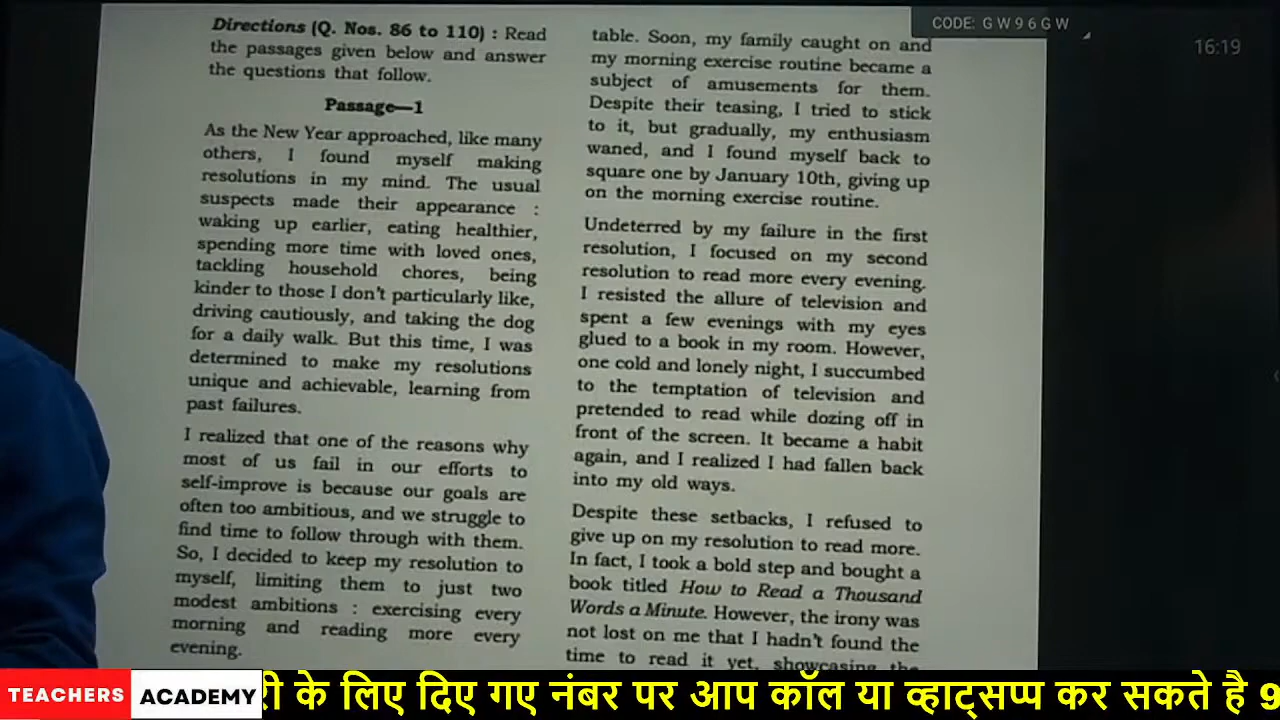 Directions (Q. Nos. 86 to 110) : Read
the passages given below and answer
the questions that follow.
Passage—1
As the New Year approached, like many
others, I found myself making
resolutions in my mind. The usual
suspects made their appearance :
waking up earlier, eating healthier,
spending more time with loved ones,
tackling household chores, being
kinder to those I don't particularly like,
driving cautiously, and taking the dog
for a daily walk. But this time, I was
determined to make my resolutions
unique and achievable, learning from
past failures.
I realized that one of the reasons why
most of us fail in our efforts to
self-improve is because our goals are
often too ambitious, and we struggle to
find time to follow through with them.
So, I decided to keep my resolution to
myself, limiting them to just two
modest ambitions : exercising every
morning and reading more every
evening.
table. Soon, my family caught on and
my morning exercise routine became a
subject of amusements for them.
Despite their teasing, I tried to stick
to it, but gradually, my enthusiasm
waned, and I found myself back to
square one by January 10th, giving up
on the morning exercise routine.
Undeterred by my failure in the first
resolution, I focused on my second
resolution to read more every evening.
I resisted the allure of television and
spent a few evenings with my eyes
glued to a book in my room. However,
one cold and lonely night, I succumbed
to the temptation of television and
pretended to read while dozing off in
front of the screen. It became a habit
again, and I realized I had fallen back
into my old ways.
Despite these setbacks, I refused to
give up on my resolution to read more.
In fact, I took a bold step and bought a
book titled How to Read a Thousand
Words a Minute. However, the irony was
not lost on me that I hadn't found the
time to read it yet, showcasing the
CODE: G W 9 6 G W
16:19
TEACHERS ACADEMY
री के लिए दिए गए नंबर पर आप कॉल या व्हाट्सप्प कर सकते है 9